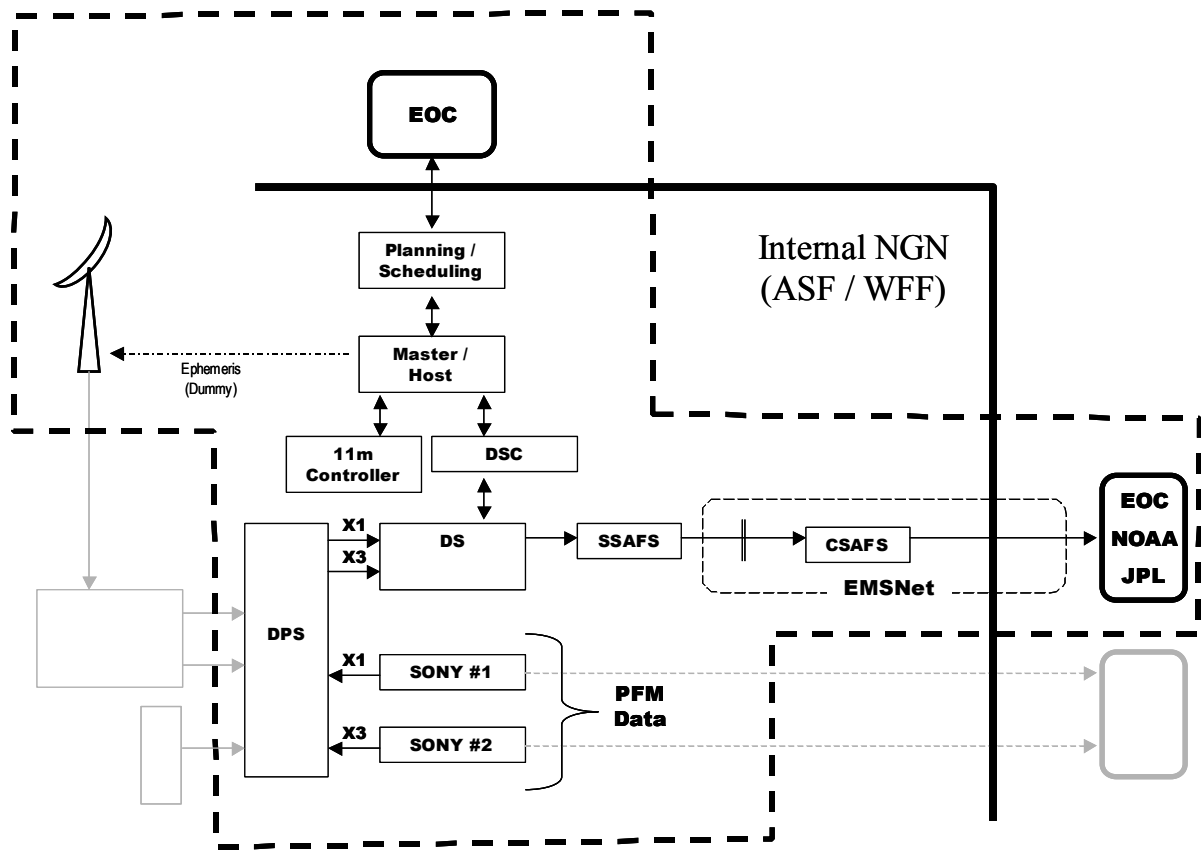 EOC
Planning /
Scheduling
Internal NGN
(ASF / WFF)
Master /
Host
Ephemeris
(Dummy)
11m
Controller
DSC
X1
X3
DS
SSAFS
CSAFS
EMSNet
EOC
NOAA
JPL
DPS
X1
SONY #1
X3
SONY #2
PFM
Data